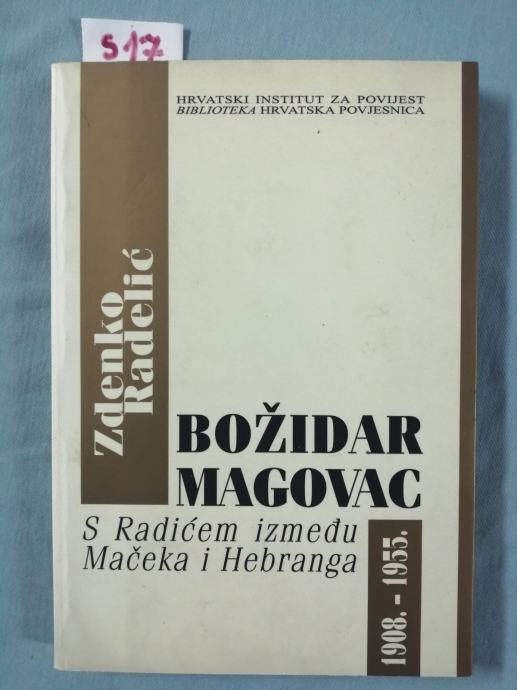 S17
HRVATSKI INSTITUT ZA POVIJEST
BIBLIOTEKA HRVATSKA POVJESNICA
Zdenko
Radelić
BOŽIDAR
MAGOVAC
S Radićem između
Mačeka i Hebranga
1908. - 1955.